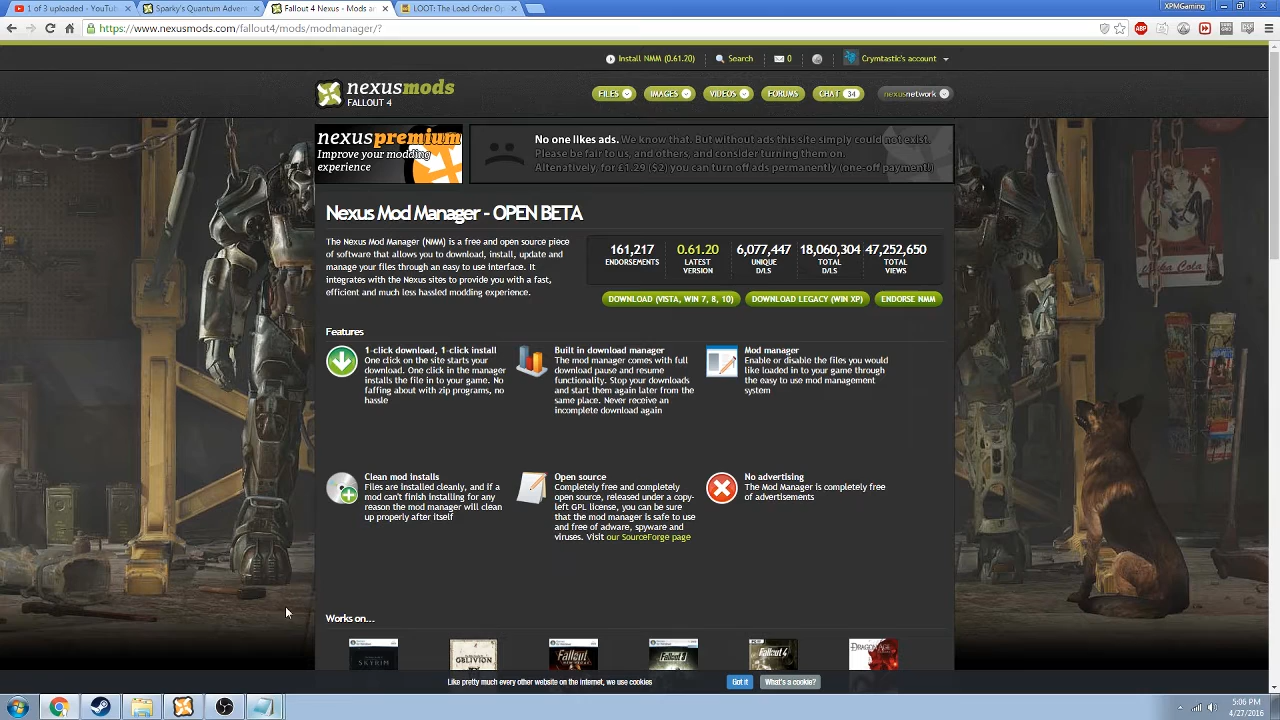 1 of 3 uploaded - YouTub
Sparky's Quantum Advem
Fallout 4 Nexus - Mods an
LOOT: The Load Order Op
XPMGaming
https://www.nexusmods.com/fallout4/mods/modmanager/?
Install NMM (0.61.20)
Search
0
Crymtastic's account
nexusmods
FALLOUT 4
FILES
IMAGES
VIDEOS
FORUMS
CHAT 34
nexusnetwork
nexuspremium
Improve your modding
experience
No one likes ads. We know that. But without ads this site simply could not exist.
Please be fair to us, and others, and consider turning them on.
Altenatively, for £1.29 ($2) you can turn off ads permanently (one-off payment!)
Nexus Mod Manager - OPEN BETA
The Nexus Mod Manager (NMM) is a free and open source piece
of software that allows you to download, install, update and
manage your files through an easy to use interface. It
integrates with the Nexus sites to provide you with a fast,
efficient and much less hassled modding experience.
161,217 0.61.20 6,077,447 18,060,304 47,252,650
ENDORSEMENTS LATEST UNIQUE TOTAL TOTAL
VERSION D/LS D/LS VIEWS
DOWNLOAD (VISTA, WIN 7, 8, 10)
DOWNLOAD LEGACY (WIN XP)
ENDORSE NMM
Features
1-click download, 1-click install
One click on the site starts your
download. One click in the manager
installs the file in to your game. No
faffing about with zip programs, no
hassle
Built in download manager
The mod manager comes with full
download pause and resume
functionality. Stop your downloads
and start them again later from the
same place. Never receive an
incomplete download again
Mod manager
Enable or disable the files you would
like loaded in to your game through
the easy to use mod management
system
Clean mod installs
Files are installed cleanly, and if a
mod can't finish installing for any
reason the mod manager will clean
up properly after itself
Open source
Completely free and completely
open source, released under a copy-
left GPL license, you can be sure
that the mod manager is safe to use
and free of adware, spyware and
viruses. Visit our SourceForge page
No advertising
The Mod Manager is completely free
of advertisements
Works on...
SKYRIM
OBLIVION
Fallout
Fallout 3
Fallout 4
DRAGON AGE
Like pretty much every other website on the internet, we use cookies
Got it
What's a cookie?
5:06 PM
4/27/2016